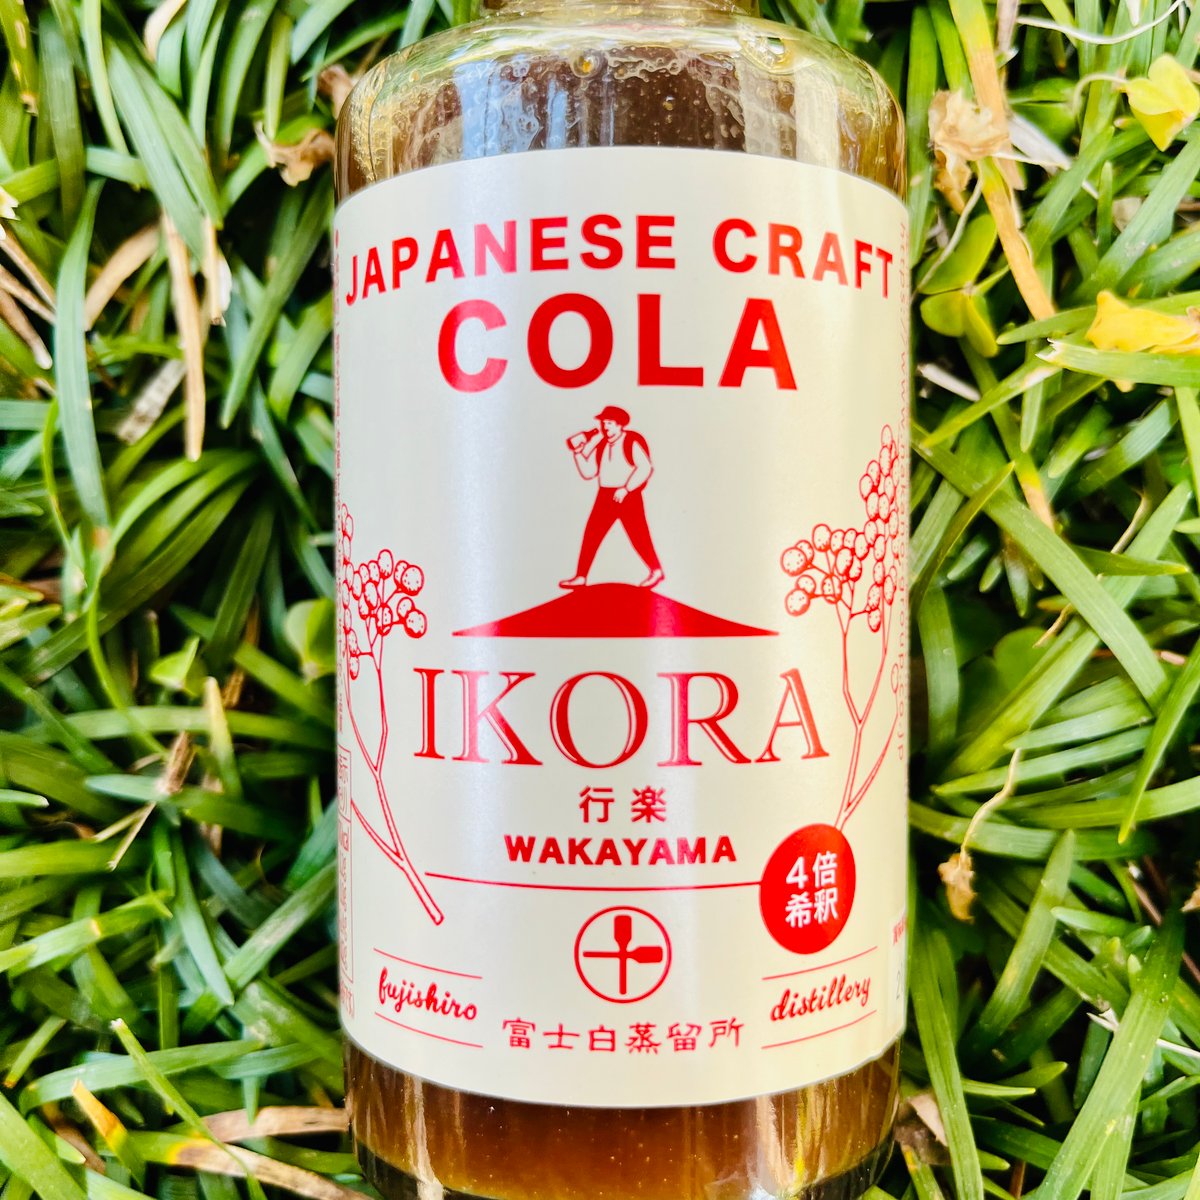 JAPANESE CRAFT
COLA
IKORA
行楽
WAKAYAMA
4倍
希釈
fujishiro
distillery
富士白蒸留所